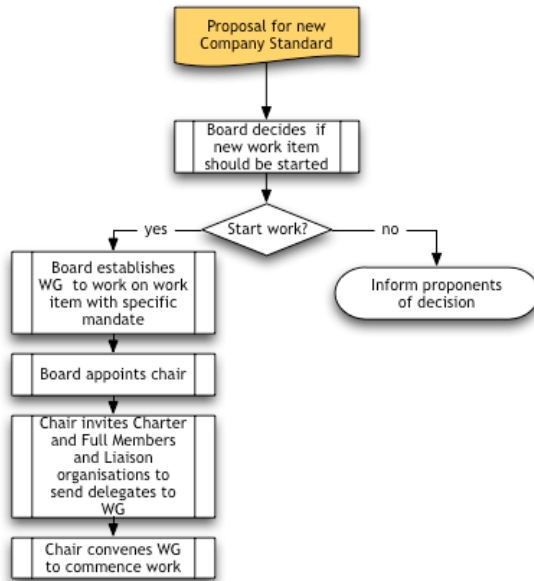 Proposal for new
Company Standard
Board decides if
new work item
should be started
Start work?
yes
no
Board establishes
WG to work on work
item with specific
mandate
Inform proponents
of decision
Board appoints chair
Chair invites Charter
and Full Members
and Liaison
organisations to
send delegates to
WG
Chair convenes WG
to commence work